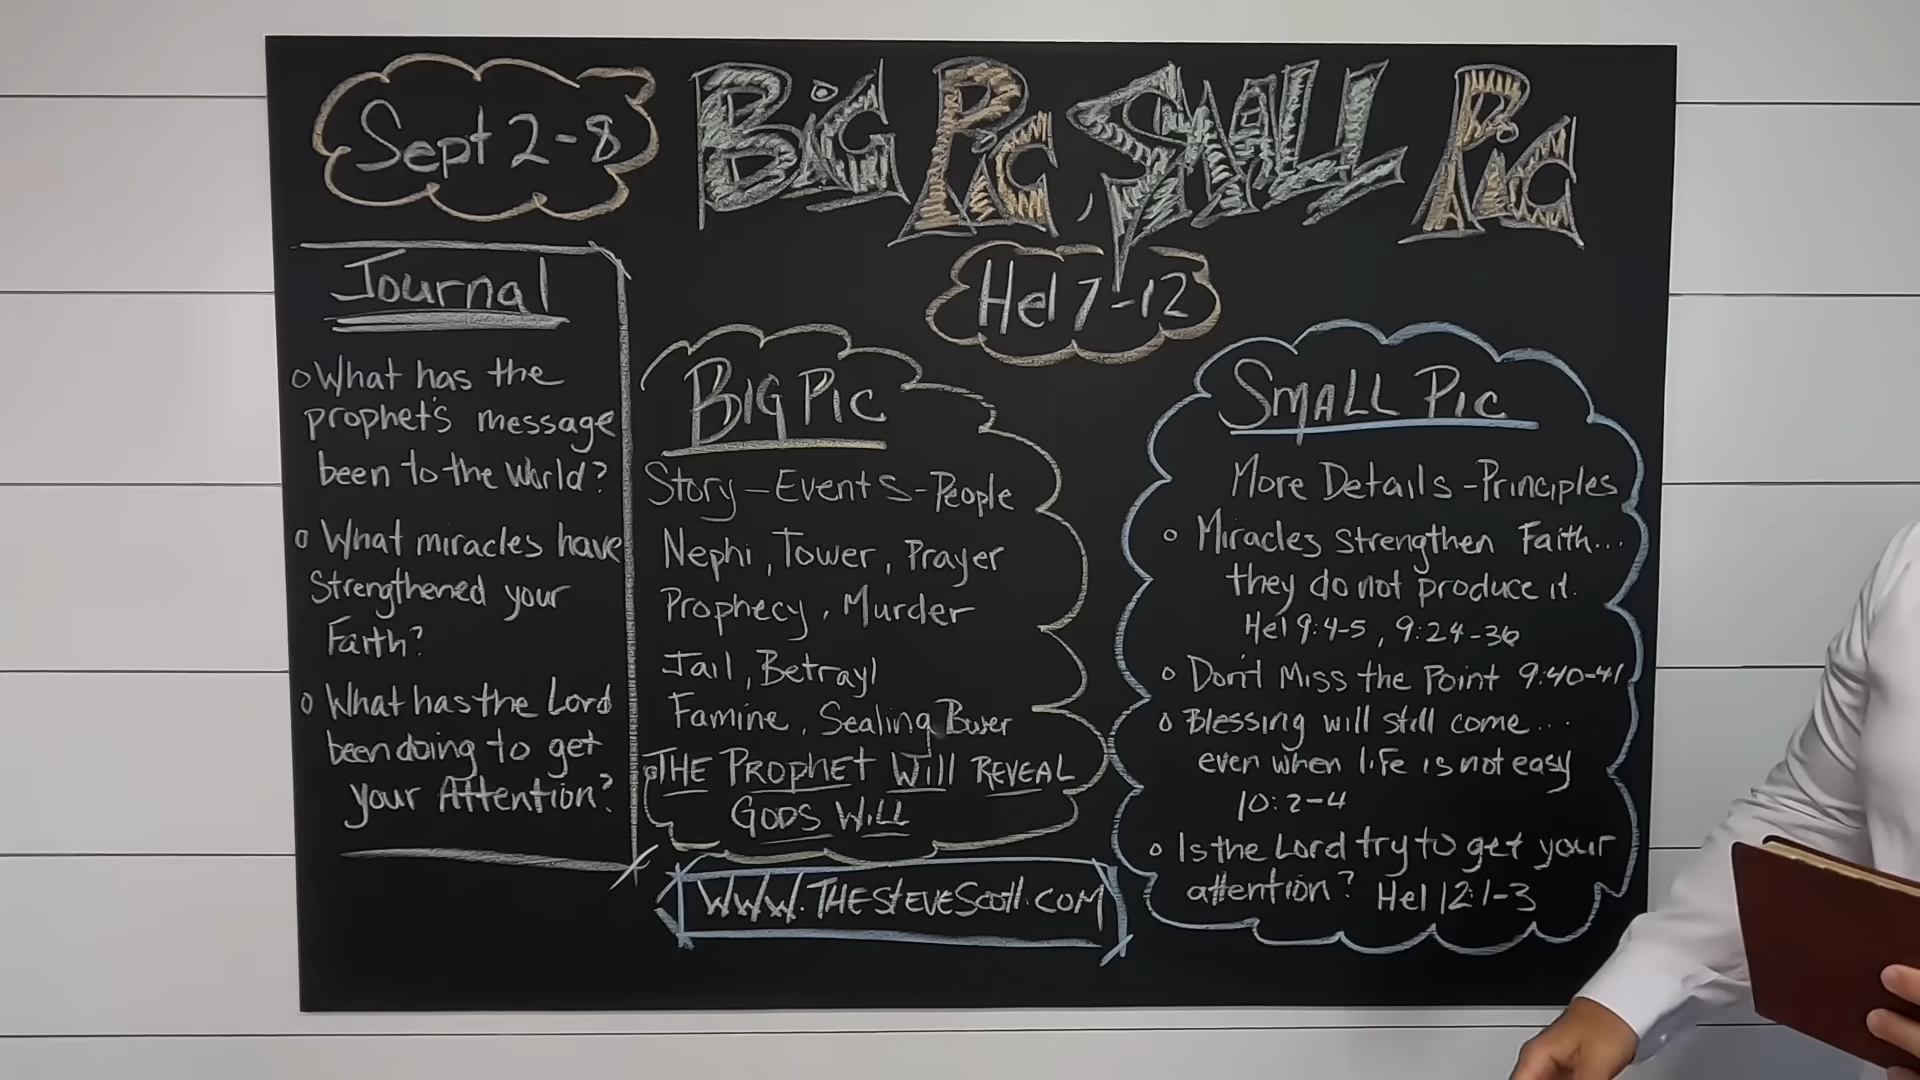 Sept 2-8
BiG PiC, SMALL PiC
Hel 7-12
Journal
What has the
prophet's message
been to the World?
What miracles have
Strengthened your
Faith?
What has the Lord
been doing to get
your Attention?
BIG PIC
Story - Events - People
Nephi, Tower, Prayer
Prophecy, Murder
Jail, Betrayl
Famine, Sealing Power
THE PROPHET Will REVEAL
GODS WILL
WWW.THESTEVESCOTT.COM
SMALL PIC
More Details - Principles
Miracles strengthen Faith...
they do not produce it.
Hel 9:4-5, 9:24-36
Don't Miss the Point 9:40-41
Blessing will still come...
even when life is not easy
10:2-4
Is the Lord try to get your
attention? Hel 12:1-3